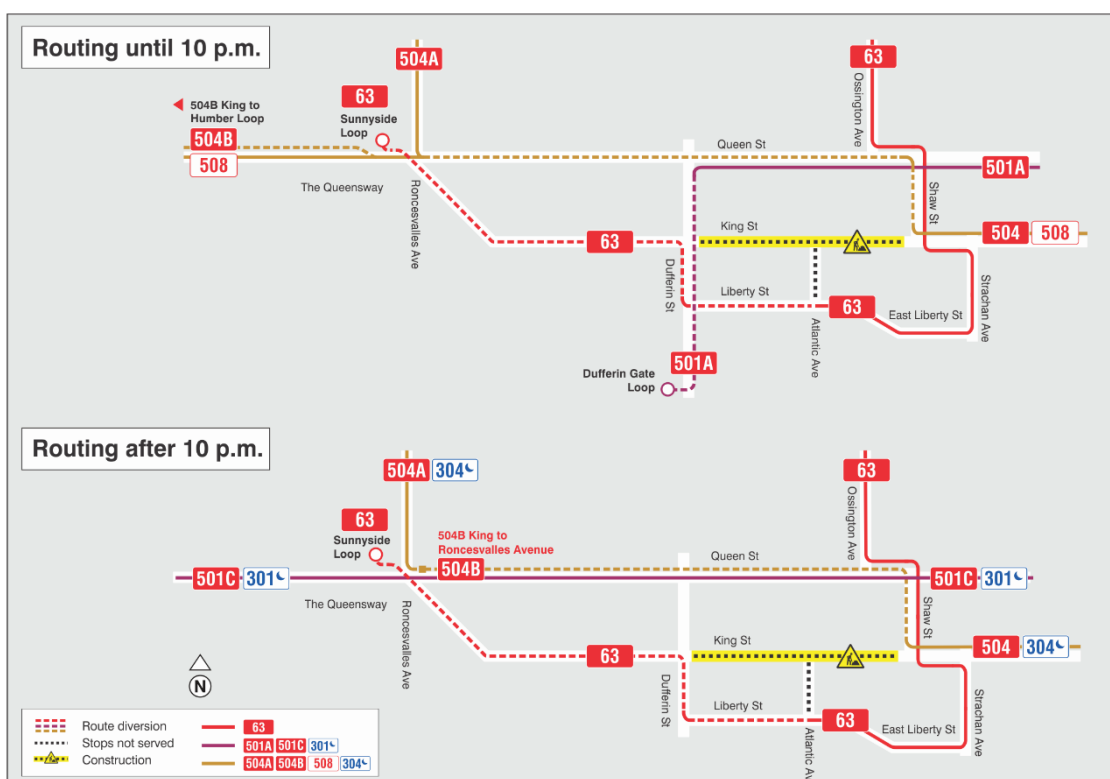 Routing until 10 p.m.
504A
63
Ossington Ave
504B King to
Humber Loop
504B
508
63
Sunnyside
Loop
Queen St
501A
The Queensway
Roncesvalles Ave
Shaw St
63
King St
504
508
Dufferin St
Liberty St
63
East Liberty St
Strachan Ave
Atlantic Ave
501A
Dufferin Gate
Loop
Routing after 10 p.m.
504A
304
63
Ossington Ave
63
Sunnyside
Loop
504B King to
Roncesvalles Avenue
504B
Queen St
501C
301
501C
301
The Queensway
Roncesvalles Ave
Shaw St
63
King St
504
304
Dufferin St
Liberty St
63
East Liberty St
Strachan Ave
Atlantic Ave
N
Route diversion
63
Stops not served
501A 501C 301
Construction
504A 504B 508 304